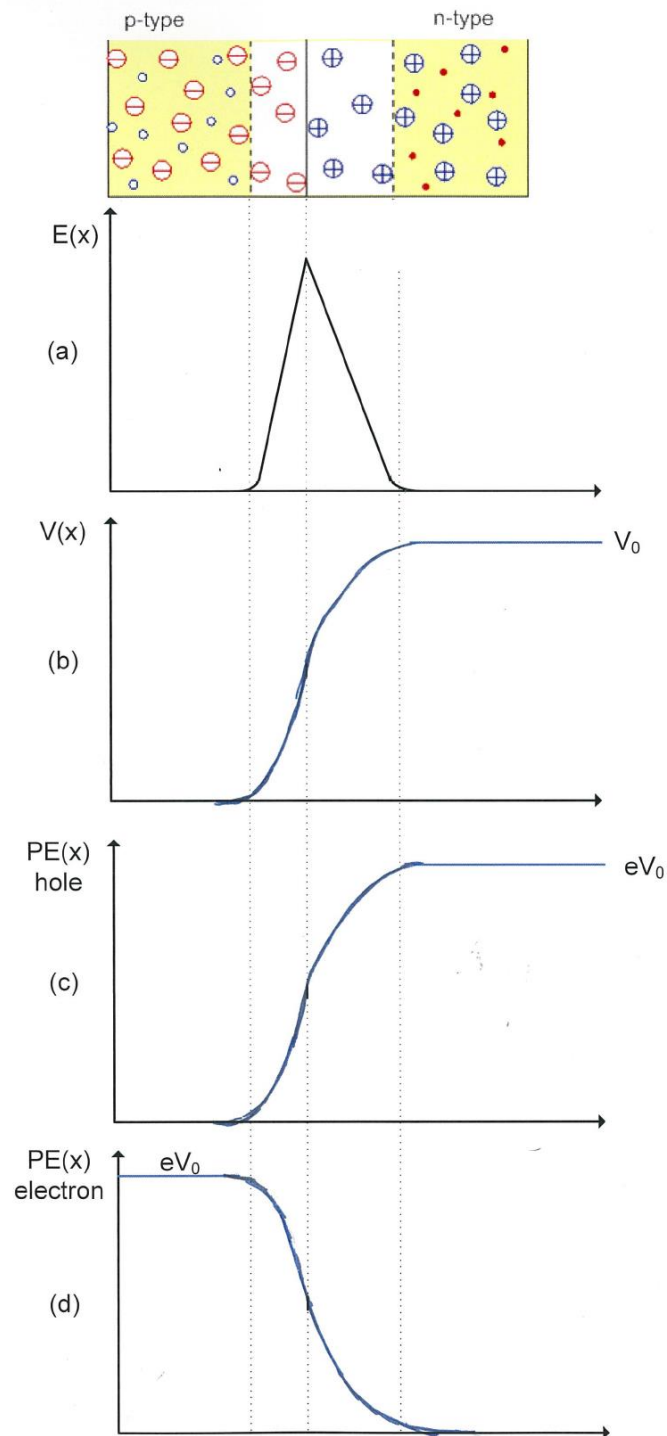 p-type
n-type
E(x)
(a)
V(x)
V₀
(b)
PE(x)
hole
eV₀
(c)
PE(x)
electron
eV₀
(d)